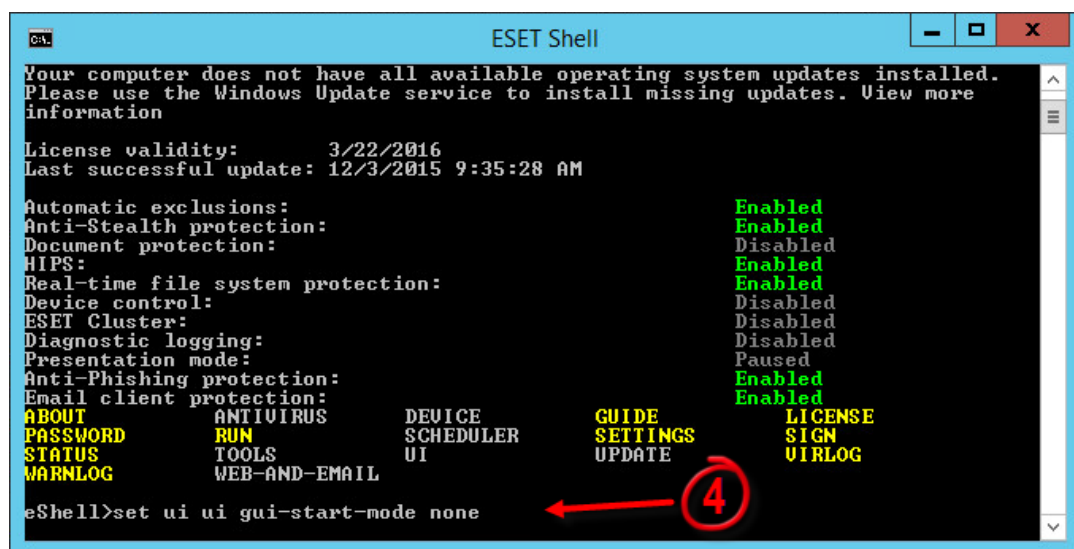 C:\.
ESET Shell
Your computer does not have all available operating system updates installed.
Please use the Windows Update service to install missing updates. View more
information
License validity: 3/22/2016
Last successful update: 12/3/2015 9:35:28 AM
Automatic exclusions: Enabled
Anti-Stealth protection: Enabled
Document protection: Disabled
HIPS: Enabled
Real-time file system protection: Enabled
Device control: Disabled
ESET Cluster: Disabled
Diagnostic logging: Disabled
Presentation mode: Paused
Anti-Phishing protection: Enabled
Email client protection: Enabled
ABOUT ANTIVIRUS DEVICE GUIDE LICENSE
PASSWORD RUN SCHEDULER SETTINGS SIGN
STATUS TOOLS UI UPDATE VIRLOG
WARNLOG WEB-AND-EMAIL
4
eShell>set ui ui gui-start-mode none